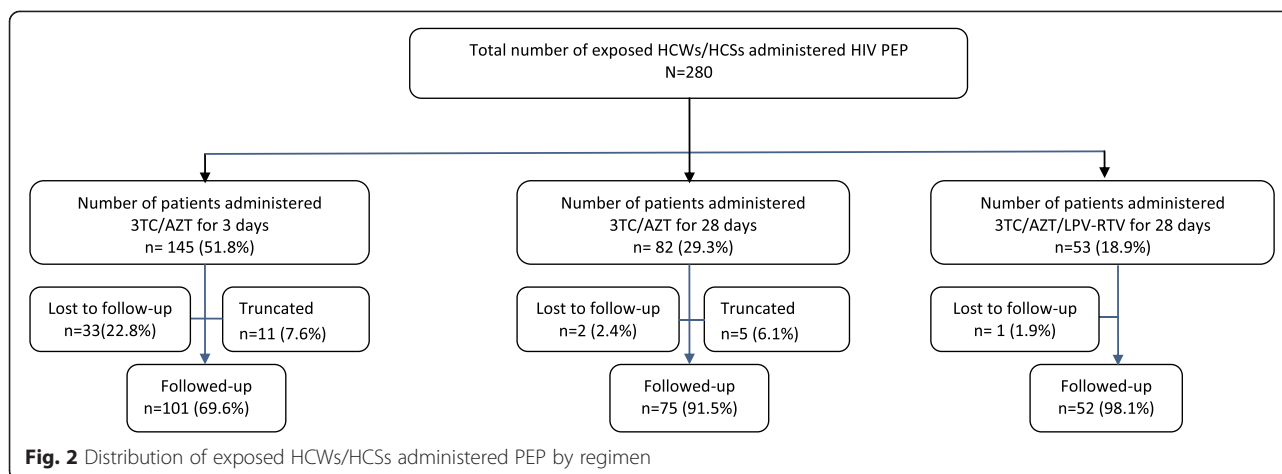 Total number of exposed HCWs/HCSs administered HIV PEP
N=280
Number of patients administered
3TC/AZT for 3 days
n= 145 (51.8%)
Number of patients administered
3TC/AZT for 28 days
n= 82 (29.3%)
Number of patients administered
3TC/AZT/LPV-RTV for 28 days
n=53 (18.9%)
Lost to follow-up
n=33(22.8%)
Truncated
n=11 (7.6%)
Lost to follow-up
n=2 (2.4%)
Truncated
n=5 (6.1%)
Lost to follow-up
n= 1 (1.9%)
Followed-up
n=101 (69.6%)
Followed-up
n=75 (91.5%)
Followed-up
n=52 (98.1%)
Fig. 2 Distribution of exposed HCWs/HCSs administered PEP by regimen